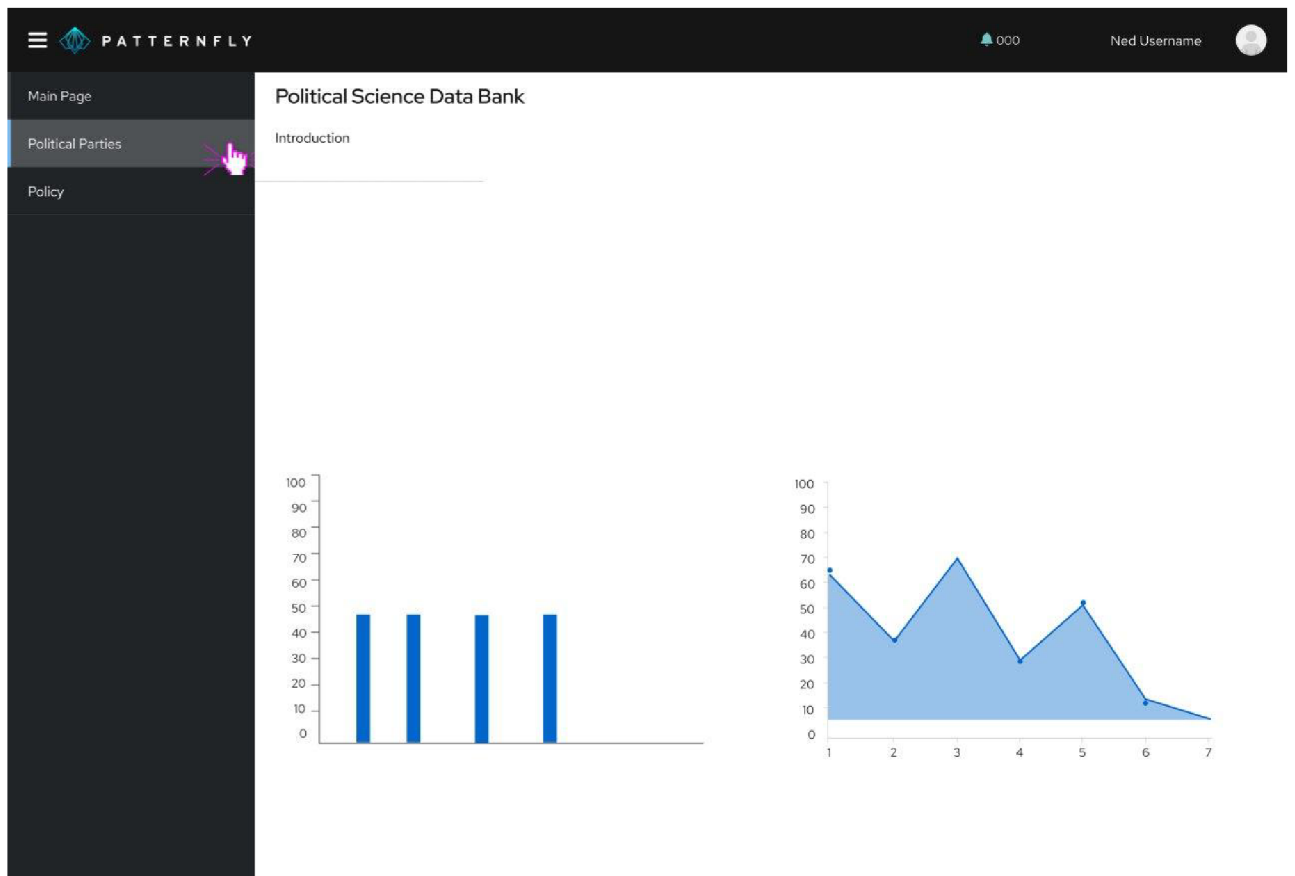 PATTERNFLY
000
Ned Username
Main Page
Political Parties
Policy
Political Science Data Bank
Introduction
100
90
80
70
60
50
40
30
20
10
0
100
90
80
70
60
50
40
30
20
10
0
1 2 3 4 5 6 7